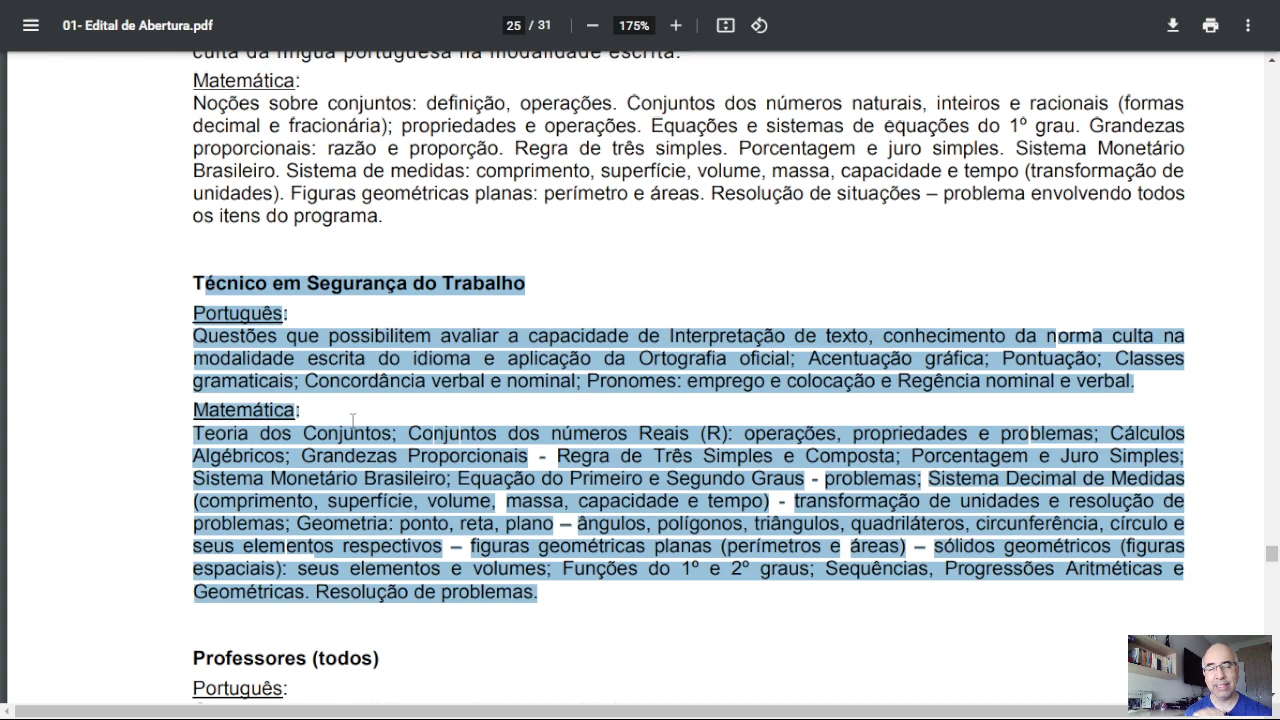 01- Edital de Abertura.pdf
25 / 31
175%
culta da língua portuguesa na modalidade escrita.
Matemática:
Noções sobre conjuntos: definição, operações. Conjuntos dos números naturais, inteiros e racionais (formas
decimal e fracionária); propriedades e operações. Equações e sistemas de equações do 1º grau. Grandezas
proporcionais: razão e proporção. Regra de três simples. Porcentagem e juro simples. Sistema Monetário
Brasileiro. Sistema de medidas: comprimento, superfície, volume, massa, capacidade e tempo (transformação de
unidades). Figuras geométricas planas: perímetro e áreas. Resolução de situações – problema envolvendo todos
os itens do programa.
Técnico em Segurança do Trabalho
Português:
Questões que possibilitem avaliar a capacidade de Interpretação de texto, conhecimento da norma culta na
modalidade escrita do idioma e aplicação da Ortografia oficial; Acentuação gráfica; Pontuação; Classes
gramaticais; Concordância verbal e nominal; Pronomes: emprego e colocação e Regência nominal e verbal.
Matemática:
Teoria dos Conjuntos; Conjuntos dos números Reais (R): operações, propriedades e problemas; Cálculos
Algébricos; Grandezas Proporcionais - Regra de Três Simples e Composta; Porcentagem e Juro Simples;
Sistema Monetário Brasileiro; Equação do Primeiro e Segundo Graus - problemas; Sistema Decimal de Medidas
(comprimento, superfície, volume, massa, capacidade e tempo) - transformação de unidades e resolução de
problemas; Geometria: ponto, reta, plano – ângulos, polígonos, triângulos, quadriláteros, circunferência, círculo e
seus elementos respectivos – figuras geométricas planas (perímetros e áreas) – sólidos geométricos (figuras
espaciais): seus elementos e volumes; Funções do 1º e 2º graus; Sequências, Progressões Aritméticas e
Geométricas. Resolução de problemas.
Professores (todos)
Português: